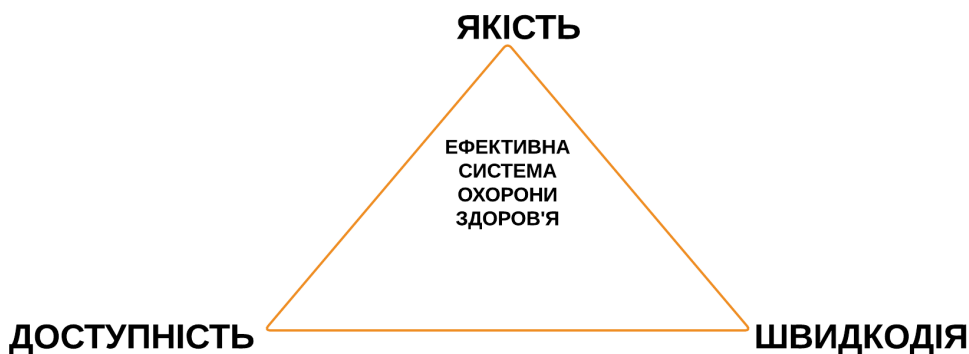 ЯКІСТЬ
ЕФЕКТИВНА
СИСТЕМА
ОХОРОНИ
ЗДОРОВ'Я
ДОСТУПНІСТЬ
ШВИДКОДІЯ